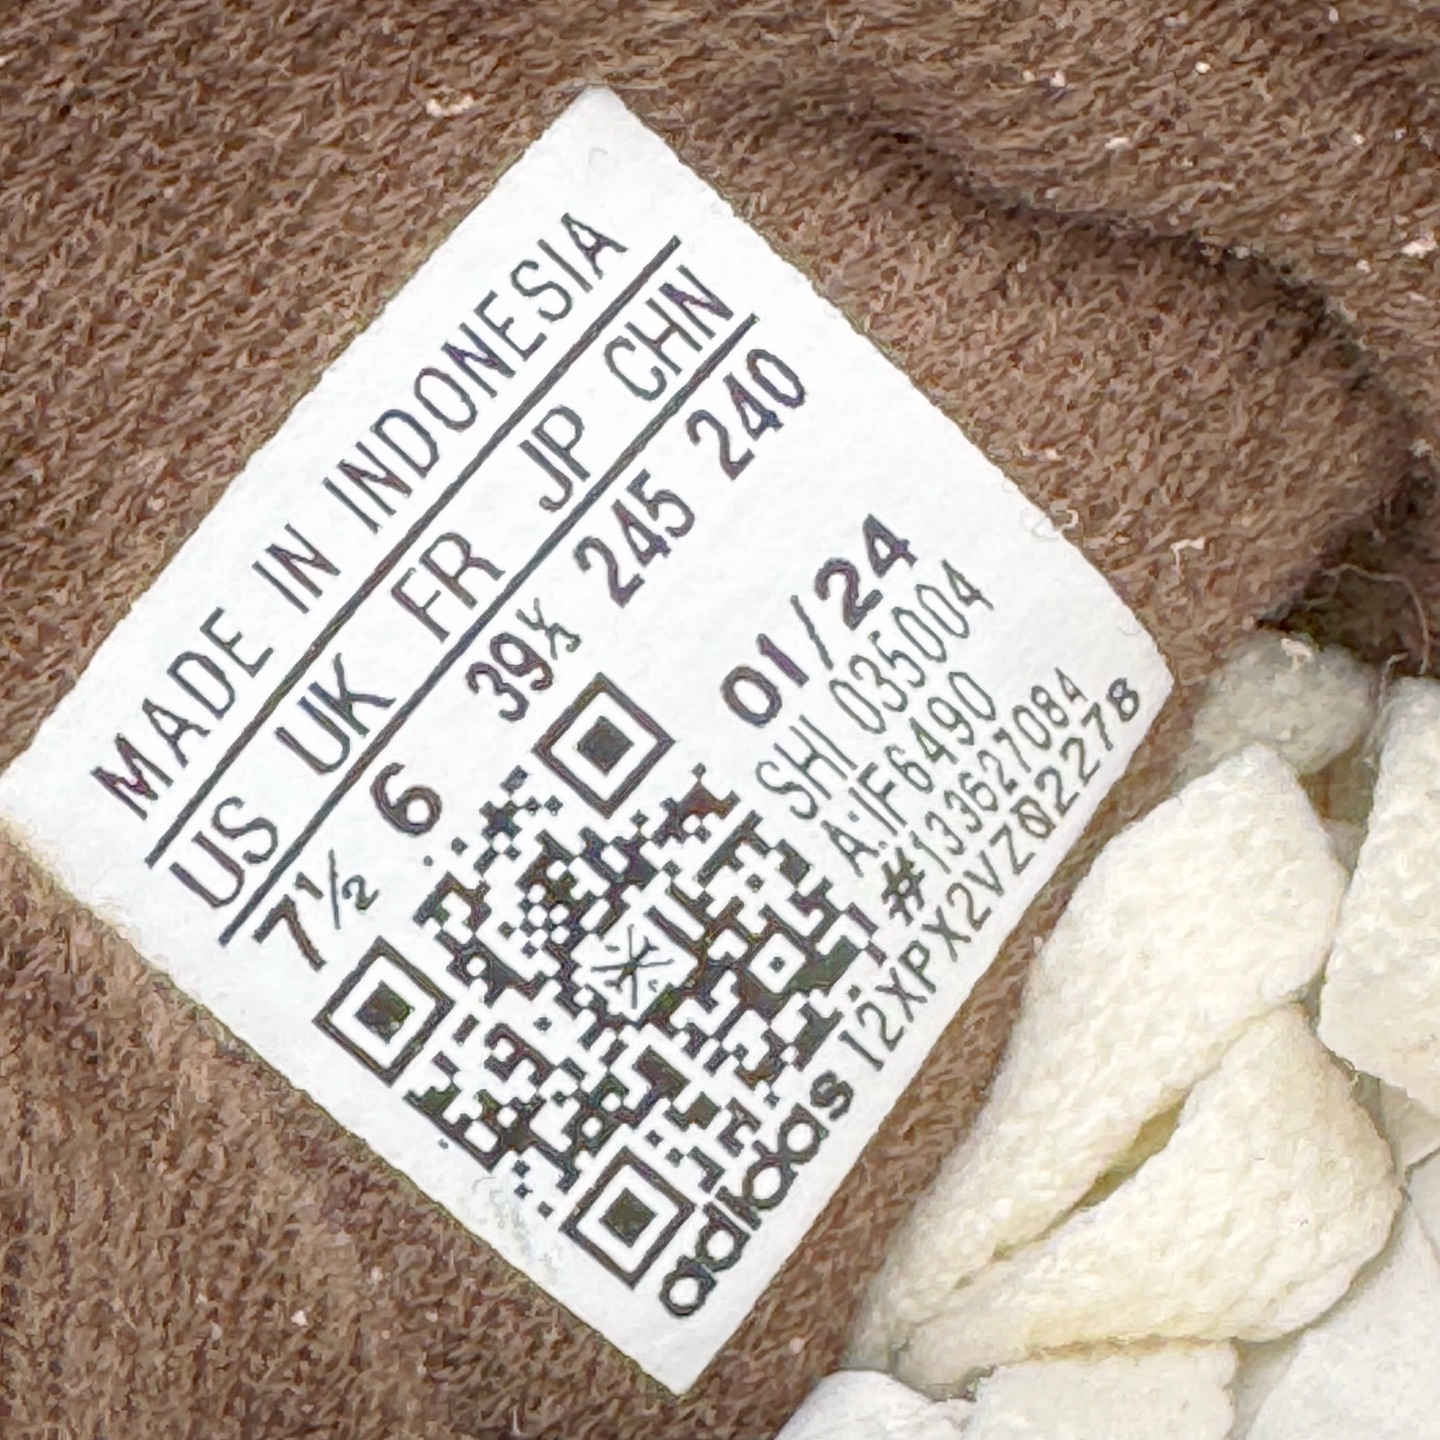 MADE IN INDONESIA
US UK FR JP CHN
7½ 6 39⅓ 245 240
01/24
SHI 035004
A:IF6490
#133627084
adidas 12XPX2VZ02278